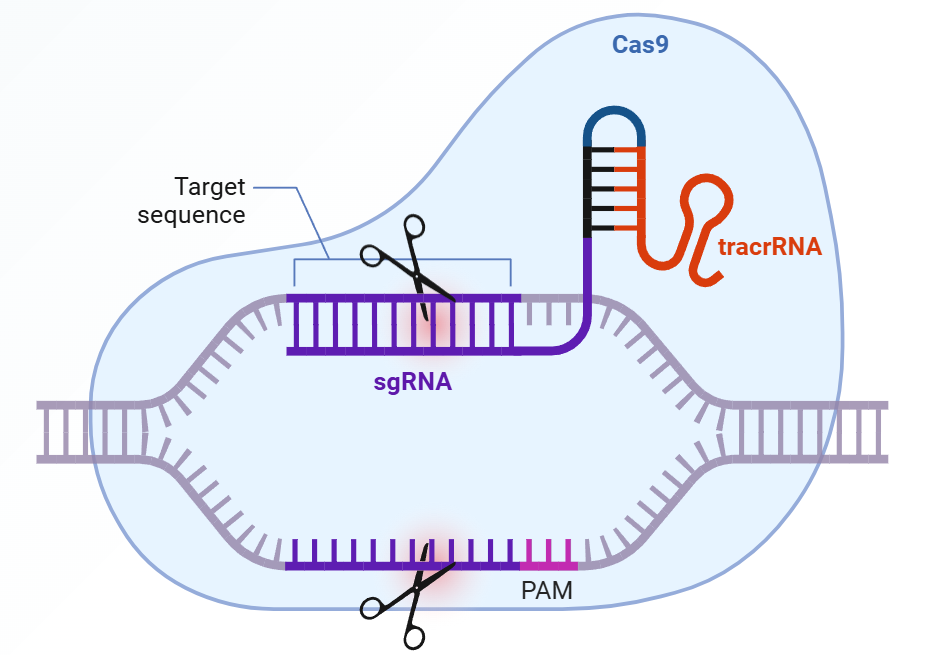 Cas9
Target
sequence
tracrRNA
sgRNA
PAM